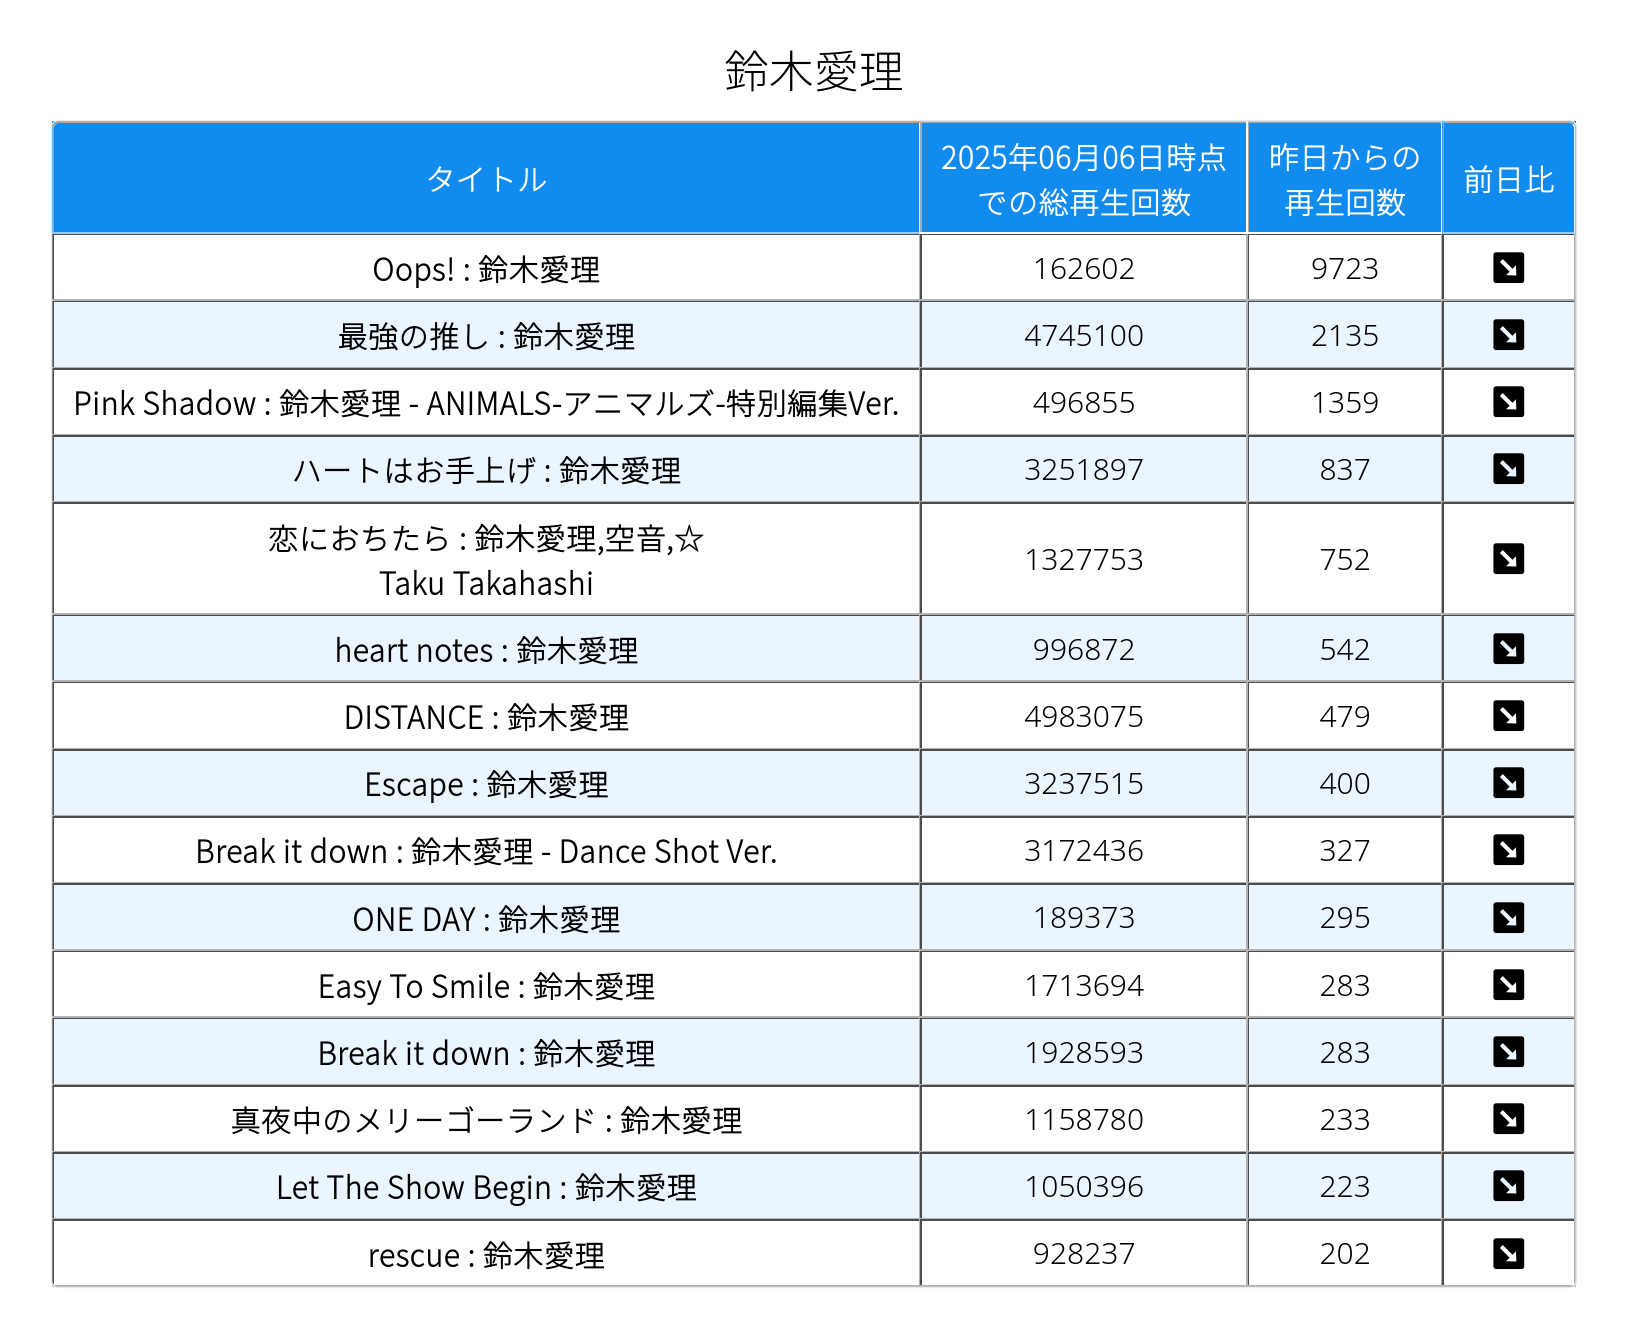 鈴木愛理
タイトル
2025年06月06日時点
での総再生回数
昨日からの
再生回数
前日比
Oops! : 鈴木愛理 162602 9723 ↘
最強の推し : 鈴木愛理 4745100 2135 ↘
Pink Shadow : 鈴木愛理 - ANIMALS-アニマルズ-特別編集Ver. 496855 1359 ↘
ハートはお手上げ : 鈴木愛理 3251897 837 ↘
恋におちたら : 鈴木愛理,空音,☆
Taku Takahashi 1327753 752 ↘
heart notes : 鈴木愛理 996872 542 ↘
DISTANCE : 鈴木愛理 4983075 479 ↘
Escape : 鈴木愛理 3237515 400 ↘
Break it down : 鈴木愛理 - Dance Shot Ver. 3172436 327 ↘
ONE DAY : 鈴木愛理 189373 295 ↘
Easy To Smile : 鈴木愛理 1713694 283 ↘
Break it down : 鈴木愛理 1928593 283 ↘
真夜中のメリーゴーランド : 鈴木愛理 1158780 233 ↘
Let The Show Begin : 鈴木愛理 1050396 223 ↘
rescue : 鈴木愛理 928237 202 ↘